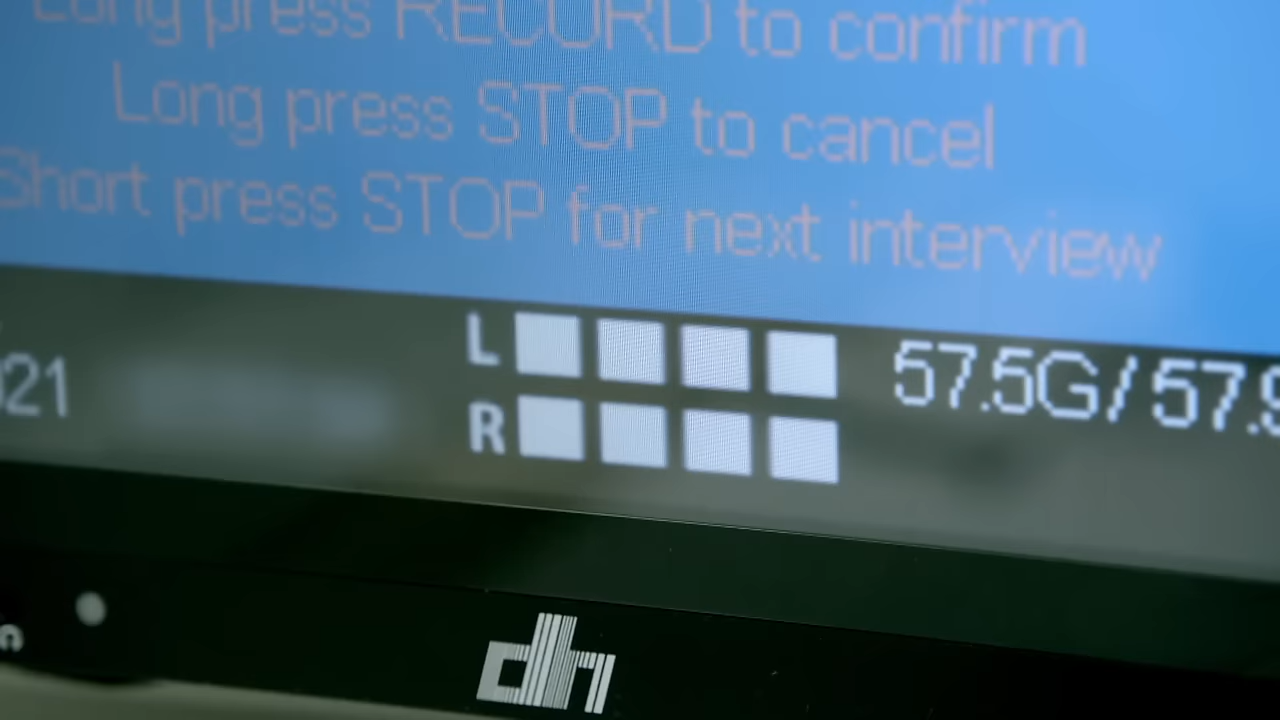 Long press RECORD to confirm
Long press STOP to cancel
Short press STOP for next interview
21
L
R
57.5G/57.9
dh